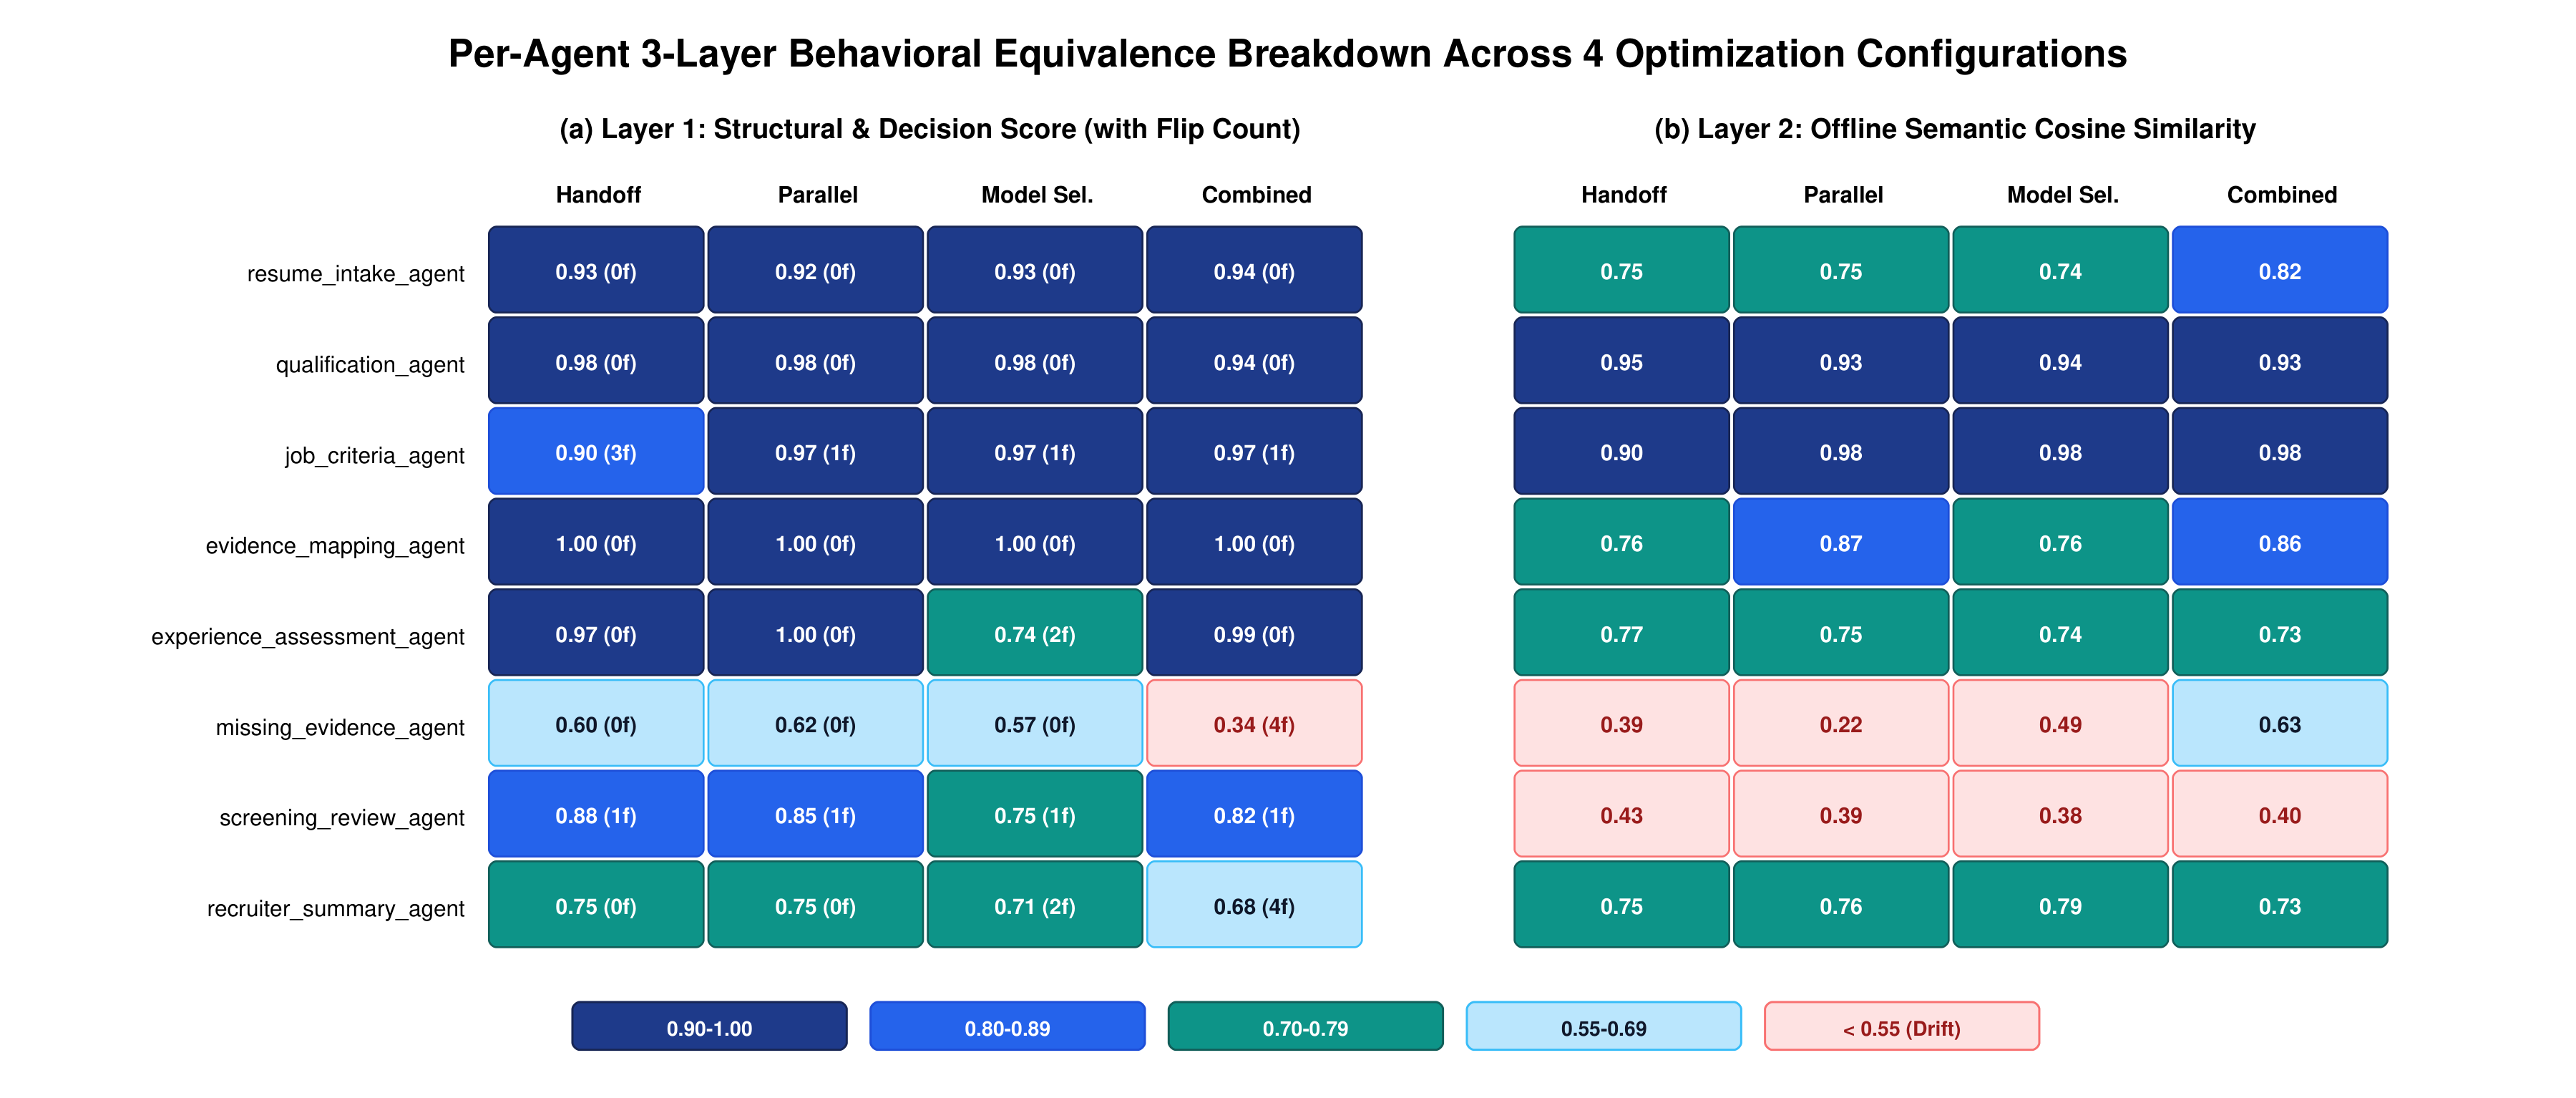 Per-Agent 3-Layer Behavioral Equivalence Breakdown Across 4 Optimization Configurations
(a) Layer 1: Structural & Decision Score (with Flip Count)
(b) Layer 2: Offline Semantic Cosine Similarity
Handoff Parallel Model Sel. Combined Handoff Parallel Model Sel. Combined
resume_intake_agent 0.93 (0f) 0.92 (0f) 0.93 (0f) 0.94 (0f) 0.75 0.75 0.74 0.82
qualification_agent 0.98 (0f) 0.98 (0f) 0.98 (0f) 0.94 (0f) 0.95 0.93 0.94 0.93
job_criteria_agent 0.90 (3f) 0.97 (1f) 0.97 (1f) 0.97 (1f) 0.90 0.98 0.98 0.98
evidence_mapping_agent 1.00 (0f) 1.00 (0f) 1.00 (0f) 1.00 (0f) 0.76 0.87 0.76 0.86
experience_assessment_agent 0.97 (0f) 1.00 (0f) 0.74 (2f) 0.99 (0f) 0.77 0.75 0.74 0.73
missing_evidence_agent 0.60 (0f) 0.62 (0f) 0.57 (0f) 0.34 (4f) 0.39 0.22 0.49 0.63
screening_review_agent 0.88 (1f) 0.85 (1f) 0.75 (1f) 0.82 (1f) 0.43 0.39 0.38 0.40
recruiter_summary_agent 0.75 (0f) 0.75 (0f) 0.71 (2f) 0.68 (4f) 0.75 0.76 0.79 0.73
0.90-1.00 0.80-0.89 0.70-0.79 0.55-0.69 < 0.55 (Drift)